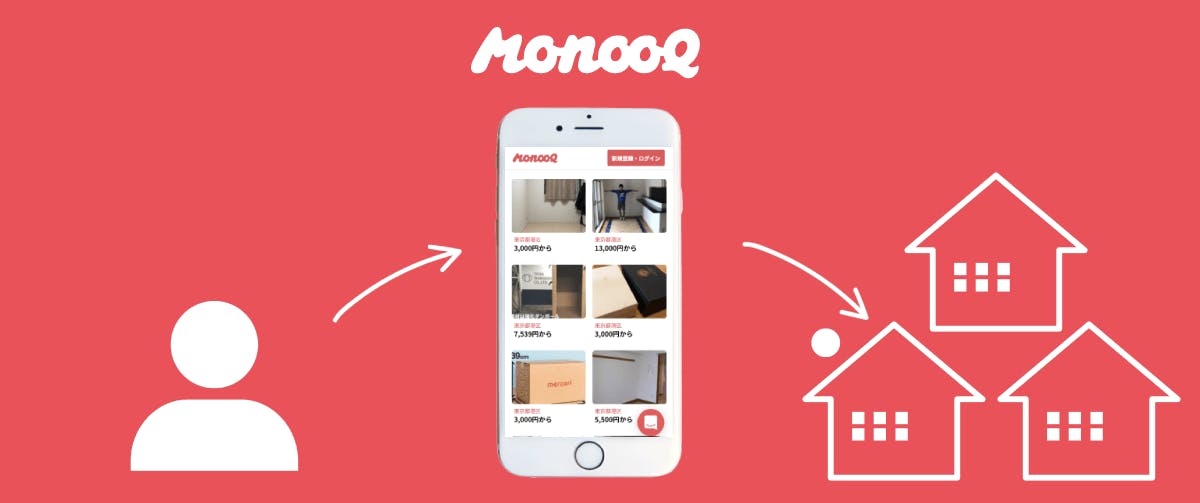 monooQ
monooQ
新規登録・ログイン
東京都港区
3,000円から
東京都港区
13,000円から
東京都港区
7,539円から
東京都港区
3,000円から
mercari
東京都港区
3,000円から
東京都港区
5,500円から